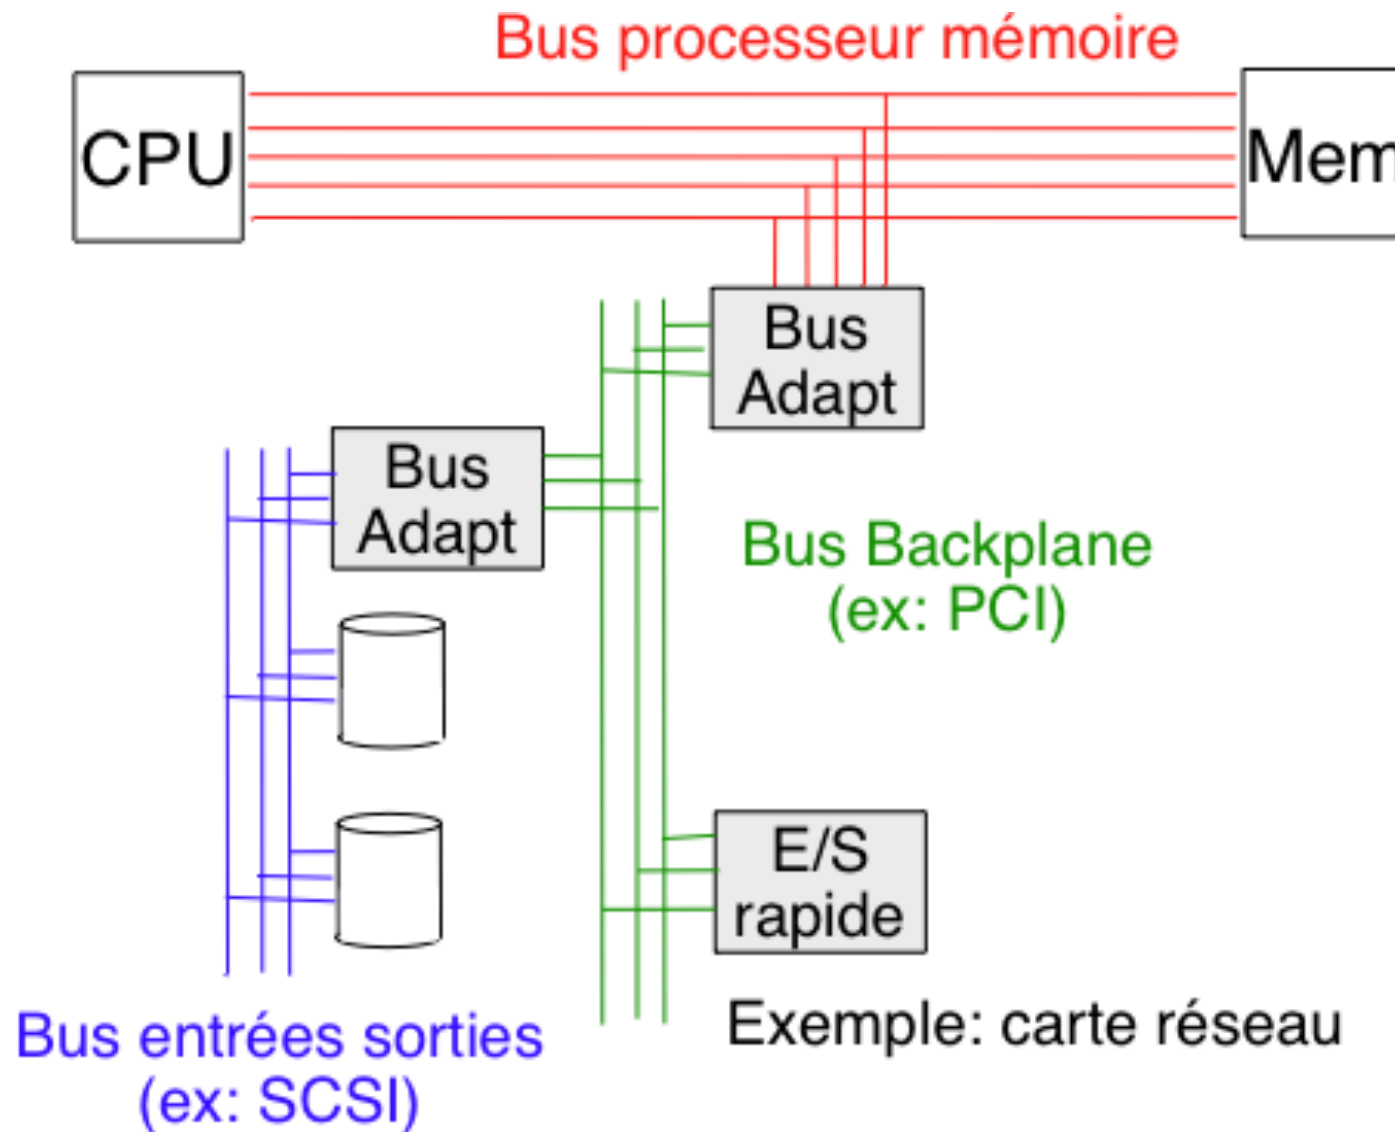 Bus processeur mémoire
CPU
Mem
Bus
Adapt
Bus
Adapt
Bus Backplane
(ex: PCI)
E/S
rapide
Exemple: carte réseau
Bus entrées sorties
(ex: SCSI)